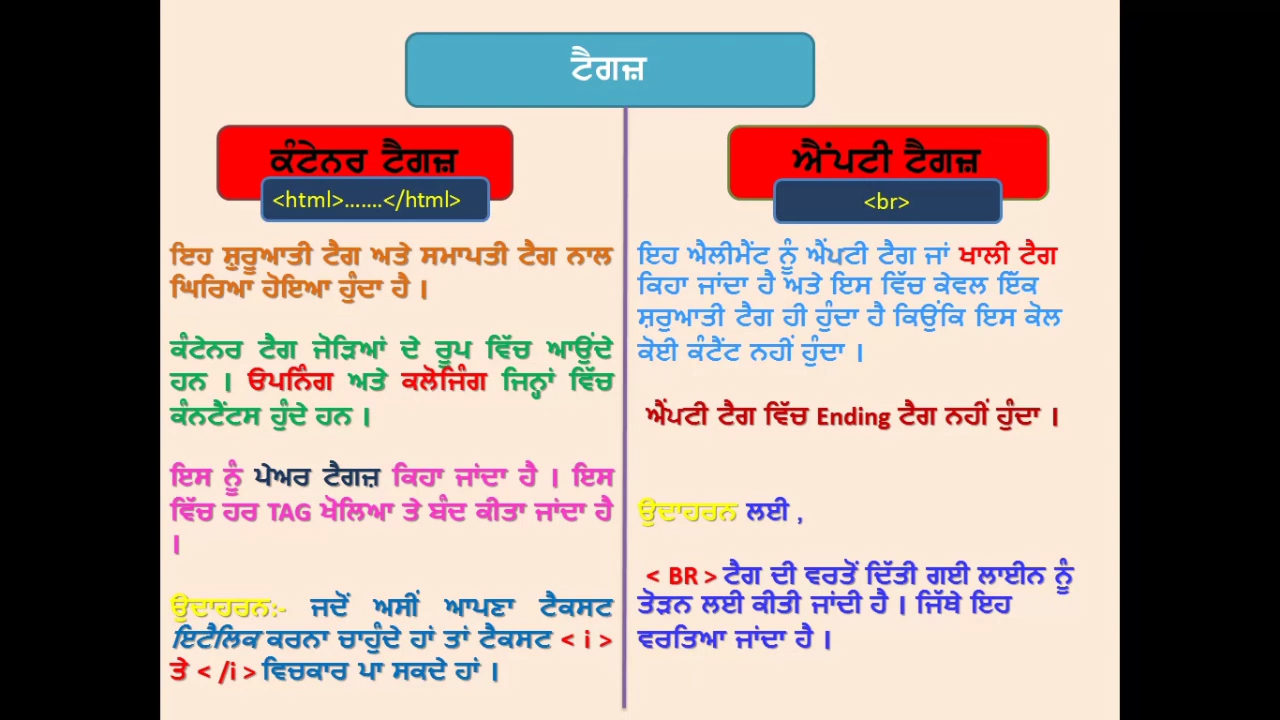 ਟੈਗਜ਼
ਕੰਟੇਨਰ ਟੈਗਜ਼
<html>.......</html>
ਇਹ ਸ਼ੁਰੂਆਤੀ ਟੈਗ ਅਤੇ ਸਮਾਪਤੀ ਟੈਗ ਨਾਲ
ਘਿਰਿਆ ਹੋਇਆ ਹੁੰਦਾ ਹੈ ।
ਕੰਟੇਨਰ ਟੈਗ ਜੋੜਿਆਂ ਦੇ ਰੂਪ ਵਿੱਚ ਆਉਂਦੇ
ਹਨ । ਓਪਨਿੰਗ ਅਤੇ ਕਲੋਜਿੰਗ ਜਿਨ੍ਹਾਂ ਵਿੱਚ
ਕੰਨਟੈਂਟਸ ਹੁੰਦੇ ਹਨ ।
ਇਸ ਨੂੰ ਪੇਅਰ ਟੈਗਜ਼ ਕਿਹਾ ਜਾਂਦਾ ਹੈ । ਇਸ
ਵਿੱਚ ਹਰ TAG ਖੋਲਿਆ ਤੇ ਬੰਦ ਕੀਤਾ ਜਾਂਦਾ ਹੈ
।
ਉਦਾਹਰਨ:- ਜਦੋਂ ਅਸੀਂ ਆਪਣਾ ਟੈਕਸਟ
ਇਟੈਲਿਕ ਕਰਨਾ ਚਾਹੁੰਦੇ ਹਾਂ ਤਾਂ ਟੈਕਸਟ < i >
ਤੇ < /i > ਵਿਚਕਾਰ ਪਾ ਸਕਦੇ ਹਾਂ ।
ਐਂਪਟੀ ਟੈਗਜ਼
<br>
ਇਹ ਐਲੀਮੈਂਟ ਨੂੰ ਐਂਪਟੀ ਟੈਗ ਜਾਂ ਖਾਲੀ ਟੈਗ
ਕਿਹਾ ਜਾਂਦਾ ਹੈ ਅਤੇ ਇਸ ਵਿੱਚ ਕੇਵਲ ਇੱਕ
ਸ਼ਰੁਆਤੀ ਟੈਗ ਹੀ ਹੁੰਦਾ ਹੈ ਕਿਉਂਕਿ ਇਸ ਕੋਲ
ਕੋਈ ਕੰਟੈਂਟ ਨਹੀਂ ਹੁੰਦਾ ।
ਐਂਪਟੀ ਟੈਗ ਵਿੱਚ Ending ਟੈਗ ਨਹੀਂ ਹੁੰਦਾ ।
ਉਦਾਹਰਨ ਲਈ ,
< BR > ਟੈਗ ਦੀ ਵਰਤੋਂ ਦਿੱਤੀ ਗਈ ਲਾਈਨ ਨੂੰ
ਤੋੜਨ ਲਈ ਕੀਤੀ ਜਾਂਦੀ ਹੈ । ਜਿੱਥੇ ਇਹ
ਵਰਤਿਆ ਜਾਂਦਾ ਹੈ ।